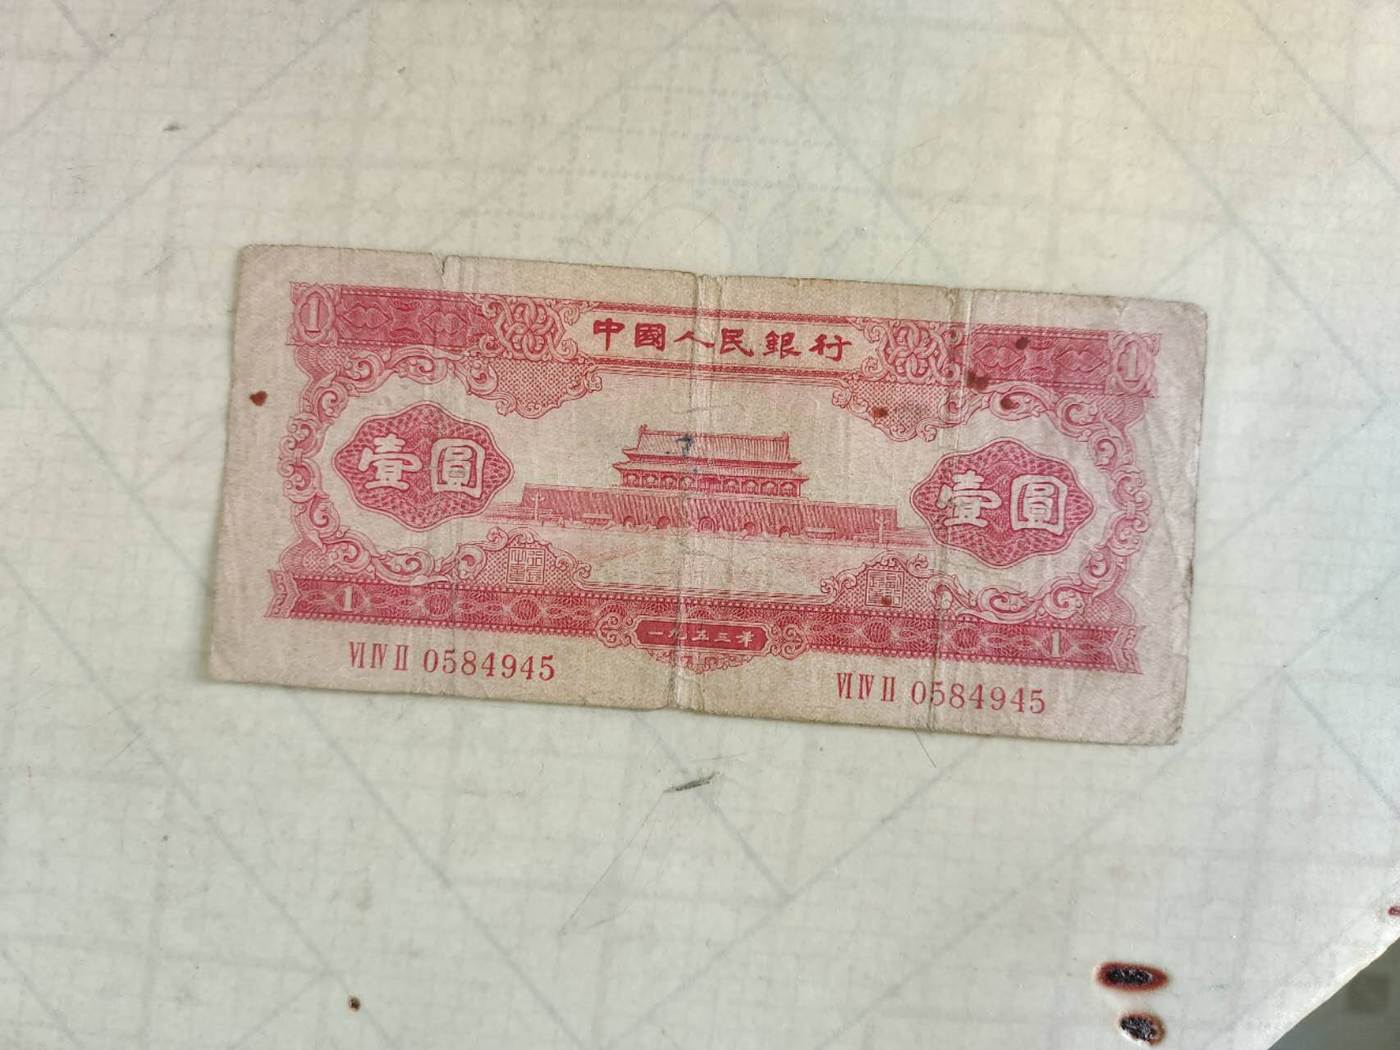 1 中國人民銀行 1
壹圓 壹圓
1 一九五三年 1
VI IV II 0584945 VI IV II 0584945